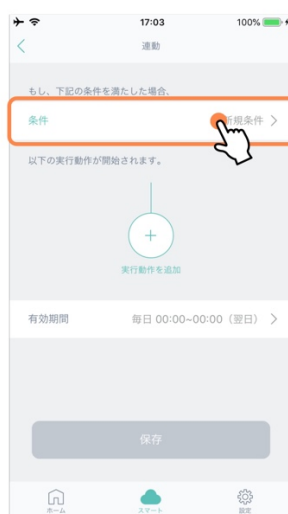 17:03
100%
連動
もし、下記の条件を満たした場合、
条件
新規条件
以下の実行動作が開始されます。
実行動作を追加
有効期間
毎日 00:00~00:00（翌日）
保存
ホーム
スマート
設定